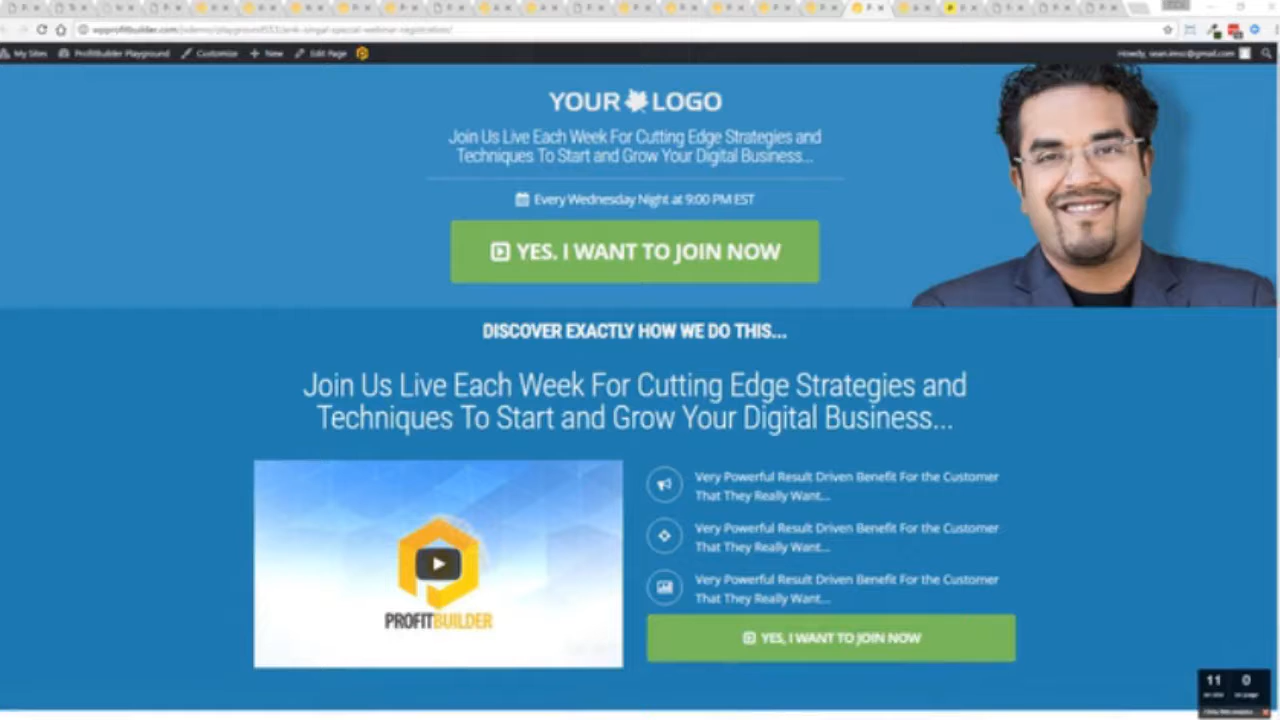 wpprofitbuilder.com
My Sites ProfitBuilder Playground Customize + New Edit Page
YOUR LOGO
Join Us Live Each Week For Cutting Edge Strategies and
Techniques To Start and Grow Your Digital Business...
Every Wednesday Night at 9:00 PM EST
YES. I WANT TO JOIN NOW
DISCOVER EXACTLY HOW WE DO THIS...
Join Us Live Each Week For Cutting Edge Strategies and
Techniques To Start and Grow Your Digital Business...
PROFITBUILDER
Very Powerful Result Driven Benefit For the Customer
That They Really Want...
Very Powerful Result Driven Benefit For the Customer
That They Really Want...
Very Powerful Result Driven Benefit For the Customer
That They Really Want...
YES, I WANT TO JOIN NOW
11 0